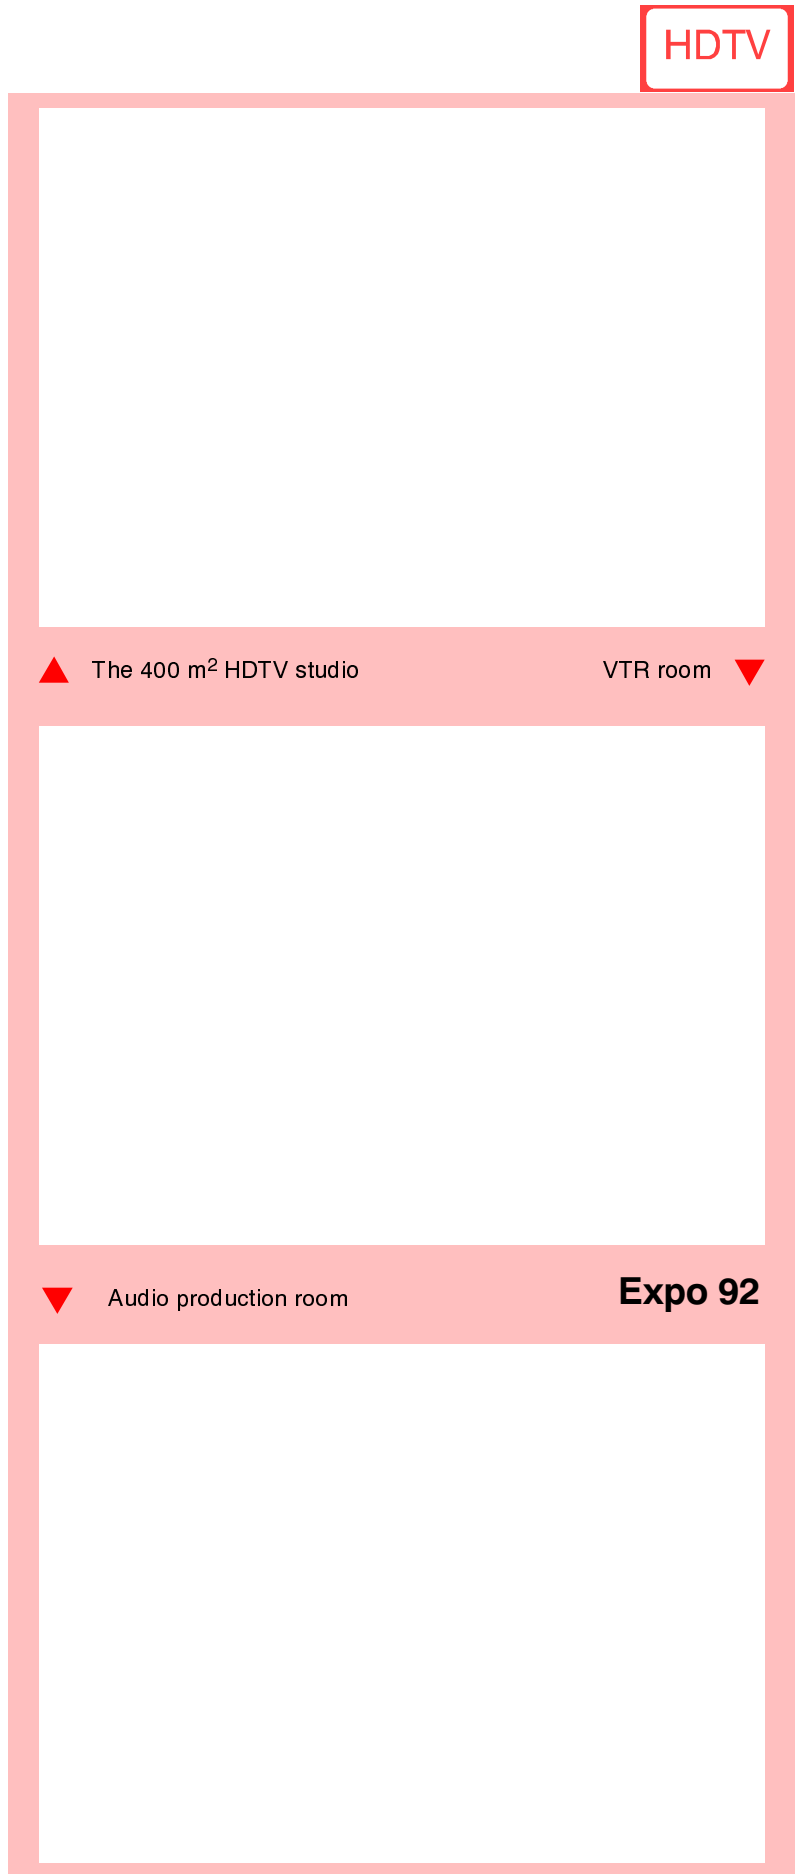 HDTV
The 400 m² HDTV studio
VTR room
Audio production room
Expo 92